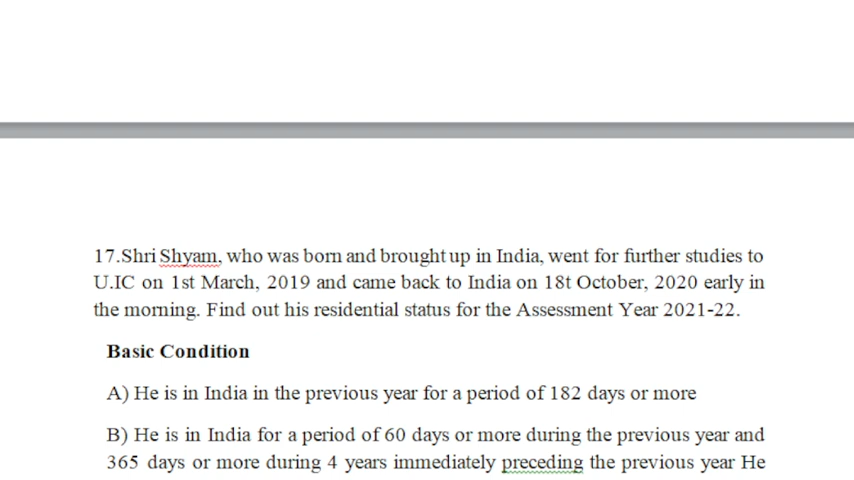 17.Shri Shyam, who was born and brought up in India, went for further studies to
U.IC on 1st March, 2019 and came back to India on 18t October, 2020 early in
the morning. Find out his residential status for the Assessment Year 2021-22.
Basic Condition
A) He is in India in the previous year for a period of 182 days or more
B) He is in India for a period of 60 days or more during the previous year and
365 days or more during 4 years immediately preceding the previous year He